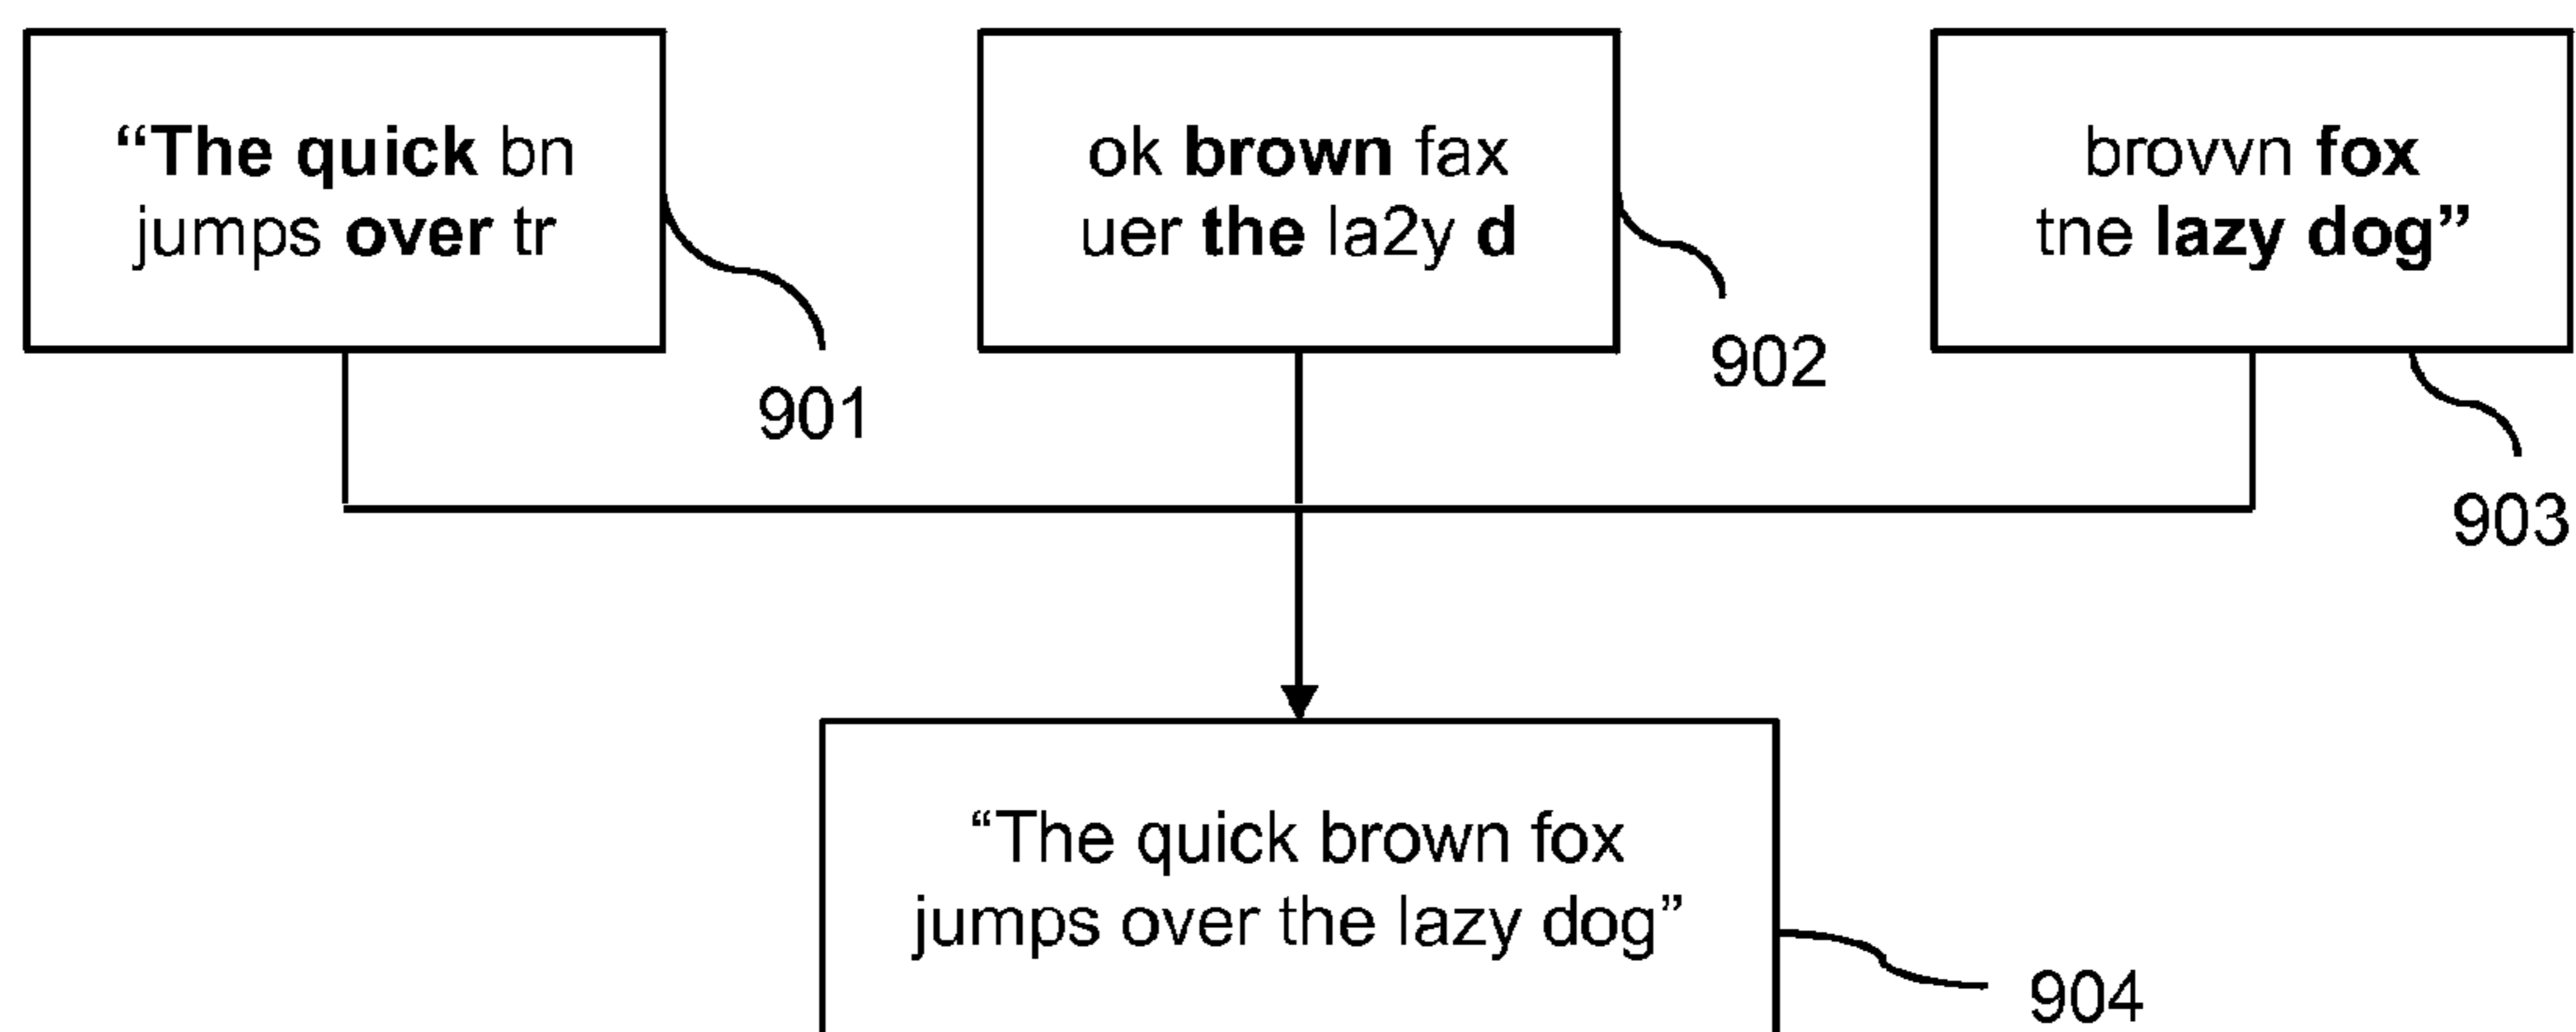 “The quick bn
jumps over tr
901
ok brown fax
uer the la2y d
902
brovvn fox
tne lazy dog”
903
“The quick brown fox
jumps over the lazy dog”
904